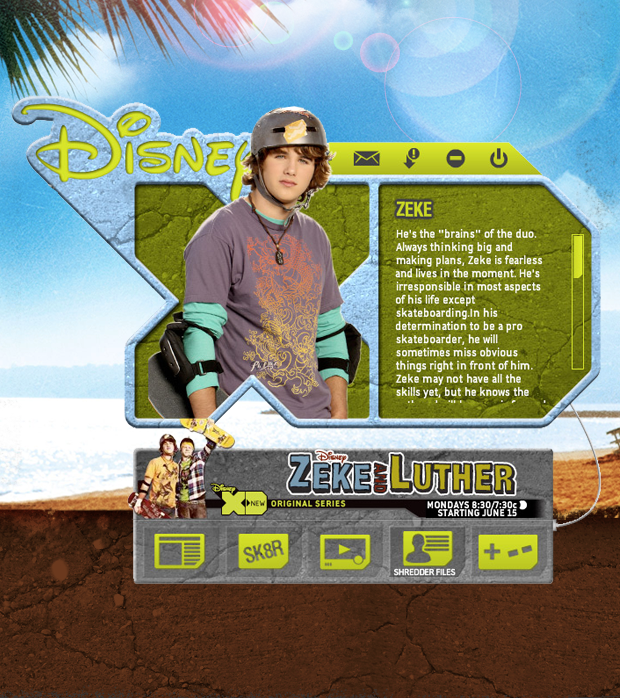 DISNEY
ZEKE
He's the "brains" of the duo.
Always thinking big and
making plans, Zeke is fearless
and lives in the moment. He's
irresponsible in most aspects
of his life except
skateboarding.In his
determination to be a pro
skateboarder, he will
sometimes miss obvious
things right in front of him.
Zeke may not have all the
skills yet, but he knows the
Disney
ZEKE AND LUTHER
Disney
XD NEW ORIGINAL SERIES
MONDAYS 8:30/7:30c
STARTING JUNE 15
SK8R
SHREDDER FILES